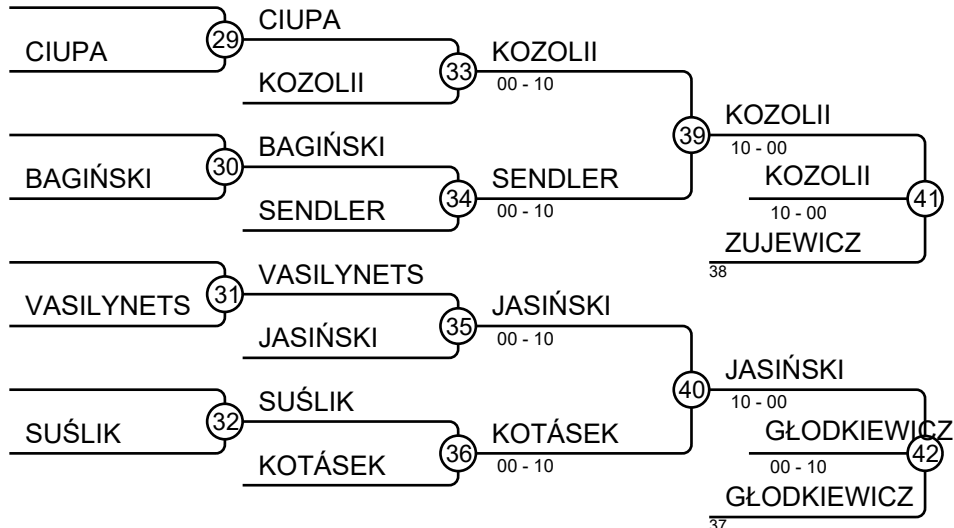 CIUPA
29
CIUPA
KOZOLII
33
KOZOLII
00 - 10
BAGIŃSKI
30
BAGIŃSKI
SENDLER
34
SENDLER
00 - 10
39
KOZOLII
10 - 00
KOZOLII
10 - 00
41
ZUJEWICZ
38
VASILYNETS
31
VASILYNETS
JASIŃSKI
35
JASIŃSKI
00 - 10
SUŚLIK
32
SUŚLIK
KOTÁSEK
36
KOTÁSEK
00 - 10
40
JASIŃSKI
10 - 00
GŁODKIEWICZ
00 - 10
42
GŁODKIEWICZ
37